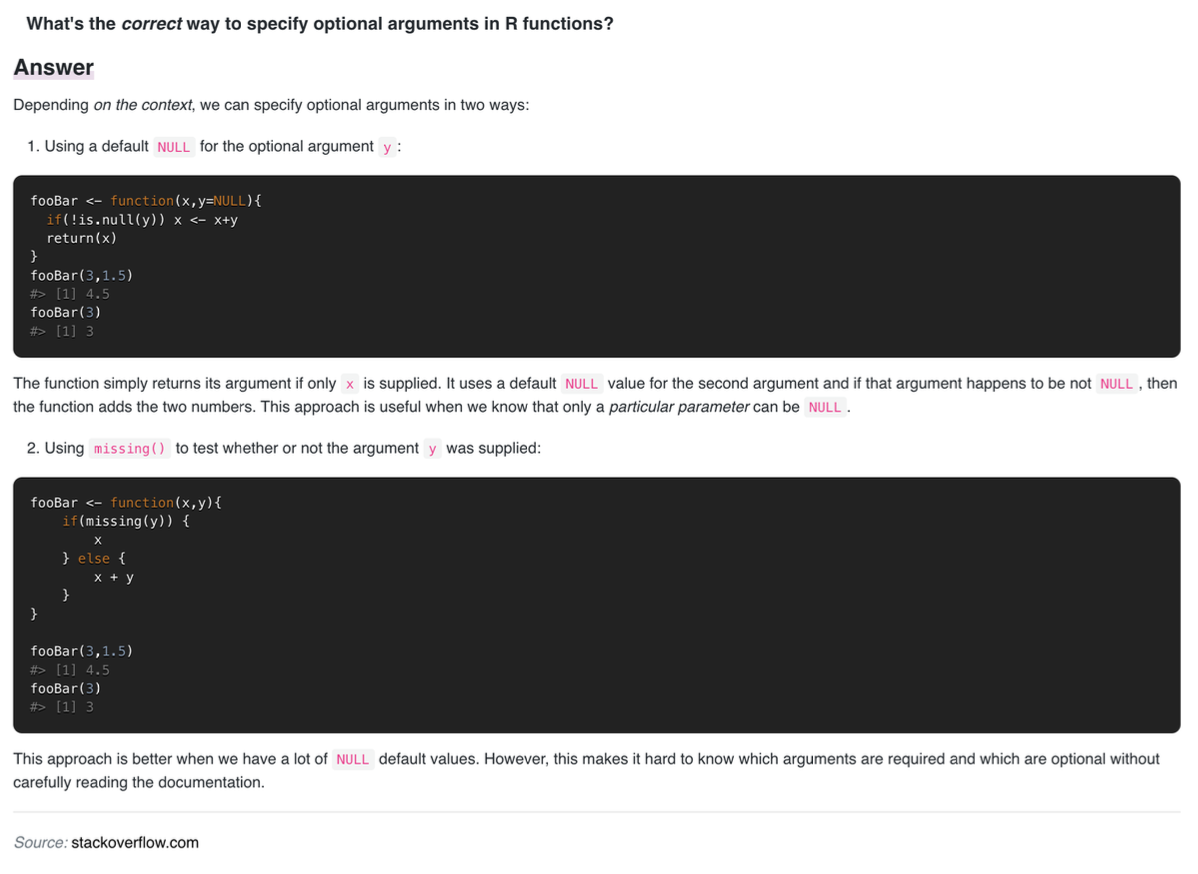 What's the correct way to specify optional arguments in R functions?
Answer
Depending on the context, we can specify optional arguments in two ways:
1. Using a default NULL for the optional argument y :
fooBar <- function(x,y=NULL){
  if(!is.null(y)) x <- x+y
  return(x)
}
fooBar(3,1.5)
#> [1] 4.5
fooBar(3)
#> [1] 3
The function simply returns its argument if only x is supplied. It uses a default NULL value for the second argument and if that argument happens to be not NULL , then
the function adds the two numbers. This approach is useful when we know that only a particular parameter can be NULL .
2. Using missing() to test whether or not the argument y was supplied:
fooBar <- function(x,y){
    if(missing(y)) {
        x
    } else {
        x + y
    }
}
fooBar(3,1.5)
#> [1] 4.5
fooBar(3)
#> [1] 3
This approach is better when we have a lot of NULL default values. However, this makes it hard to know which arguments are required and which are optional without
carefully reading the documentation.
Source: stackoverflow.com